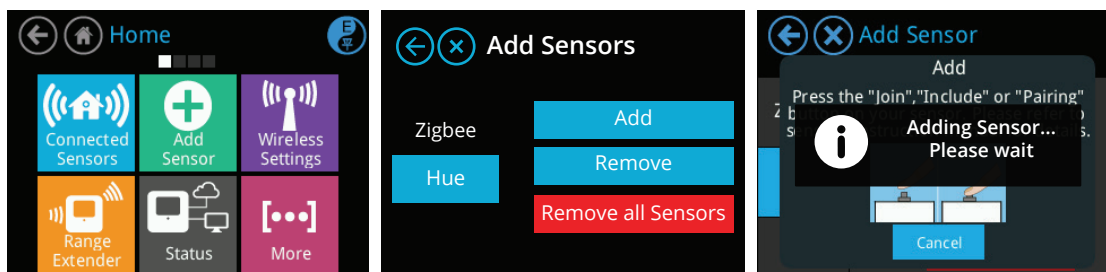 Home
E
平
Connected
Sensors
Add
Sensor
Wireless
Settings
Range
Extender
Status
[•••]
More
Add Sensors
Zigbee
Hue
Add
Remove
Remove all Sensors
Add Sensor
Add
Press the "Join","Include" or "Pairing"
Adding Sensor...
Please wait
Cancel